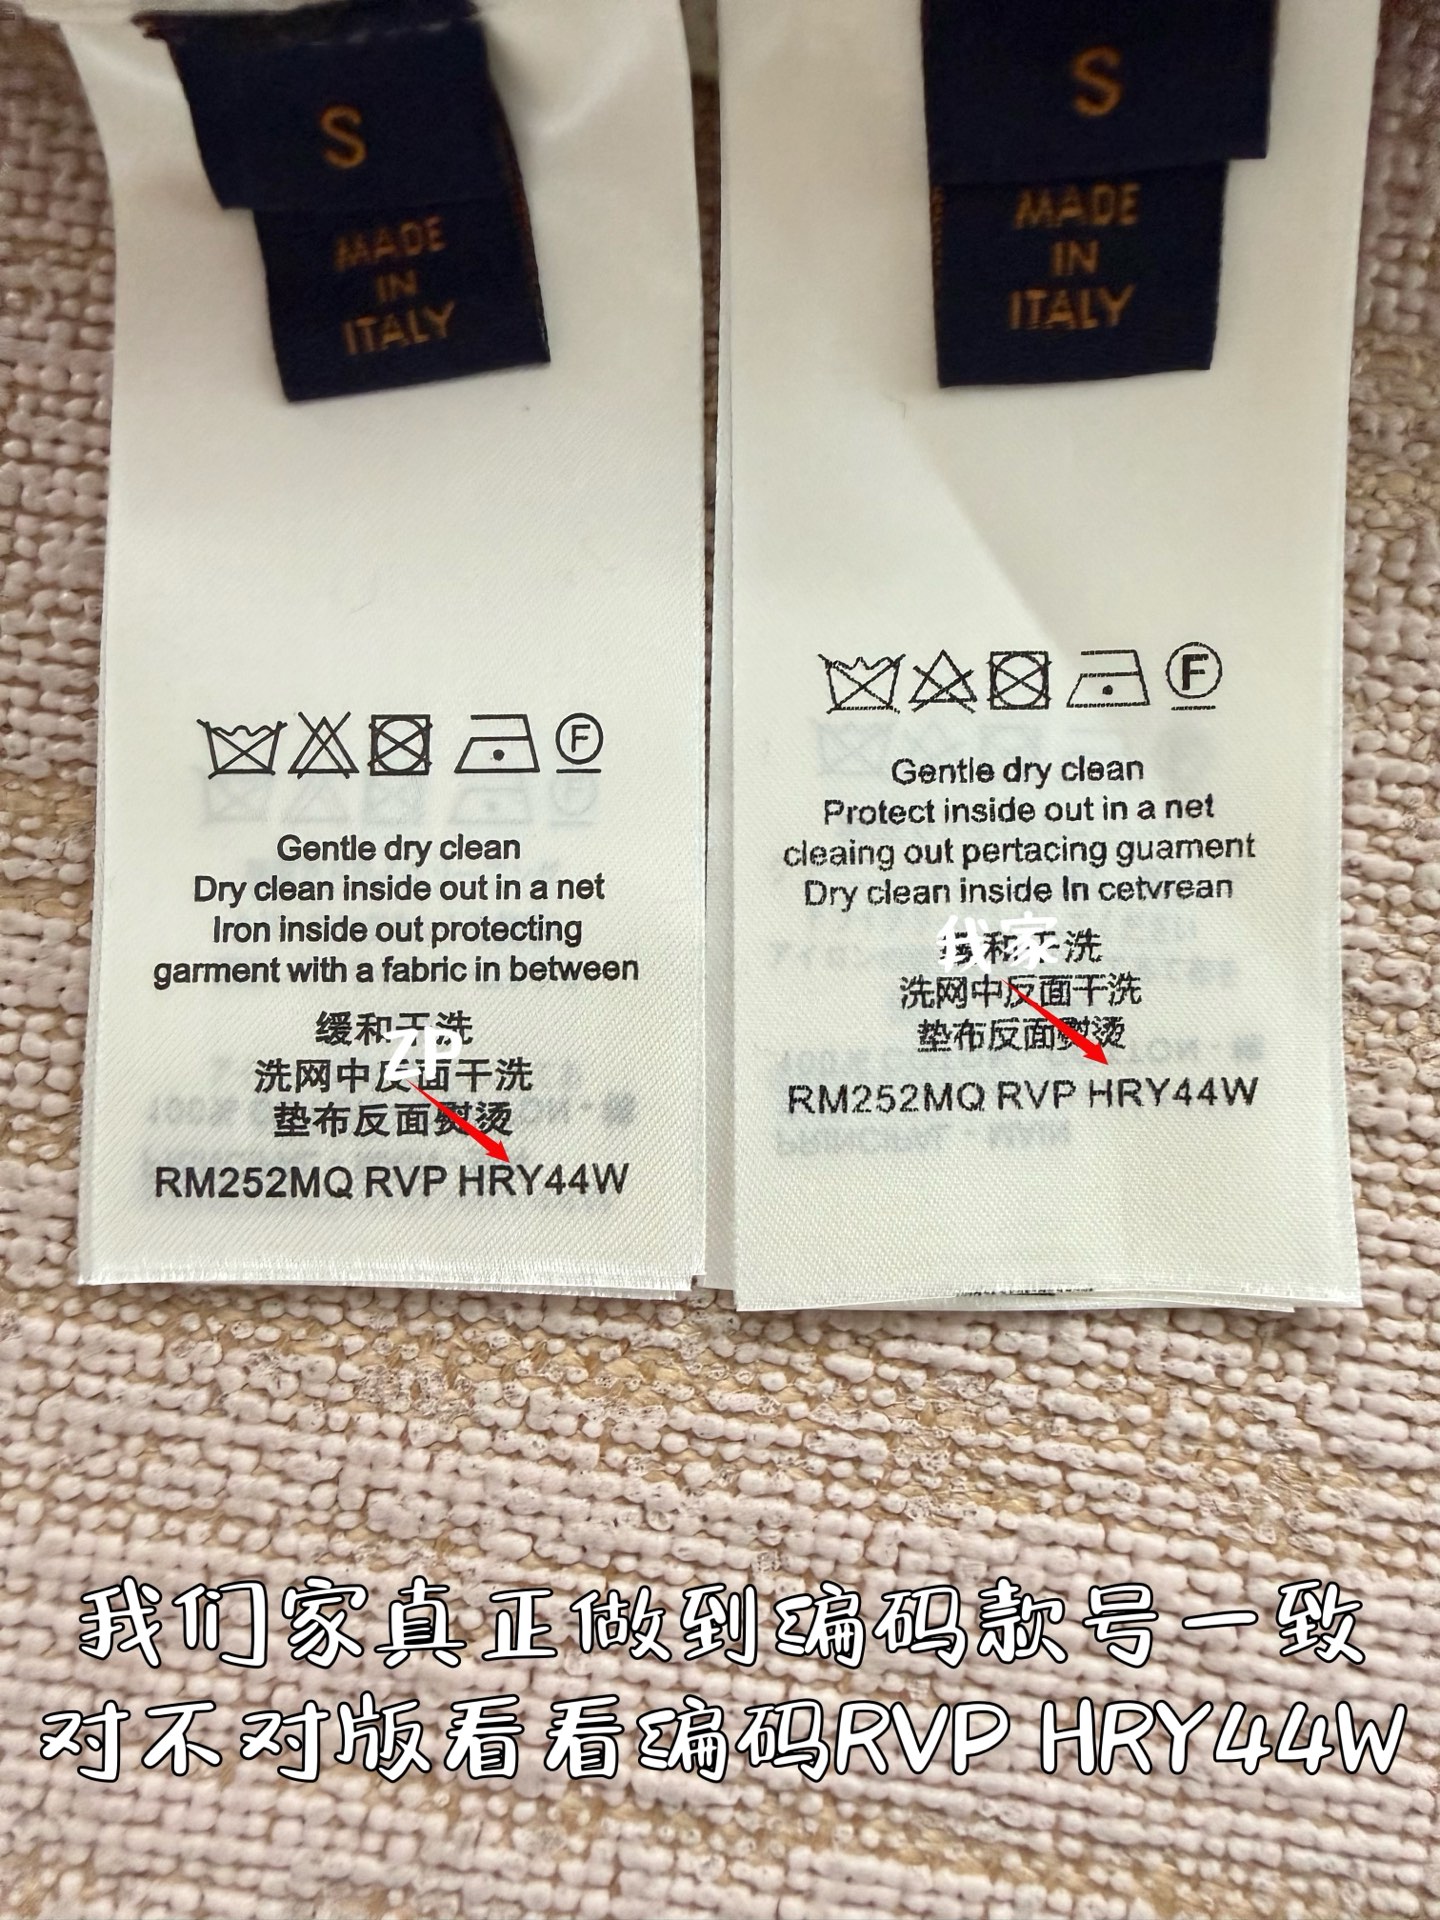 S
MADE
IN
ITALY
F
Gentle dry clean
Dry clean inside out in a net
Iron inside out protecting
garment with a fabric in between
缓和干洗
ZP
洗网中反面干洗
垫布反面熨烫
RM252MQ RVP HRY44W
S
MADE
IN
ITALY
F
Gentle dry clean
Protect inside out in a net
cleaing out pertacing guament
Dry clean inside In cetvrean
我家
缓和干洗
洗网中反面干洗
垫布反面熨烫
RM252MQ RVP HRY44W
我们家真正做到编码款号一致
对不对版看看编码RVP HRY44W